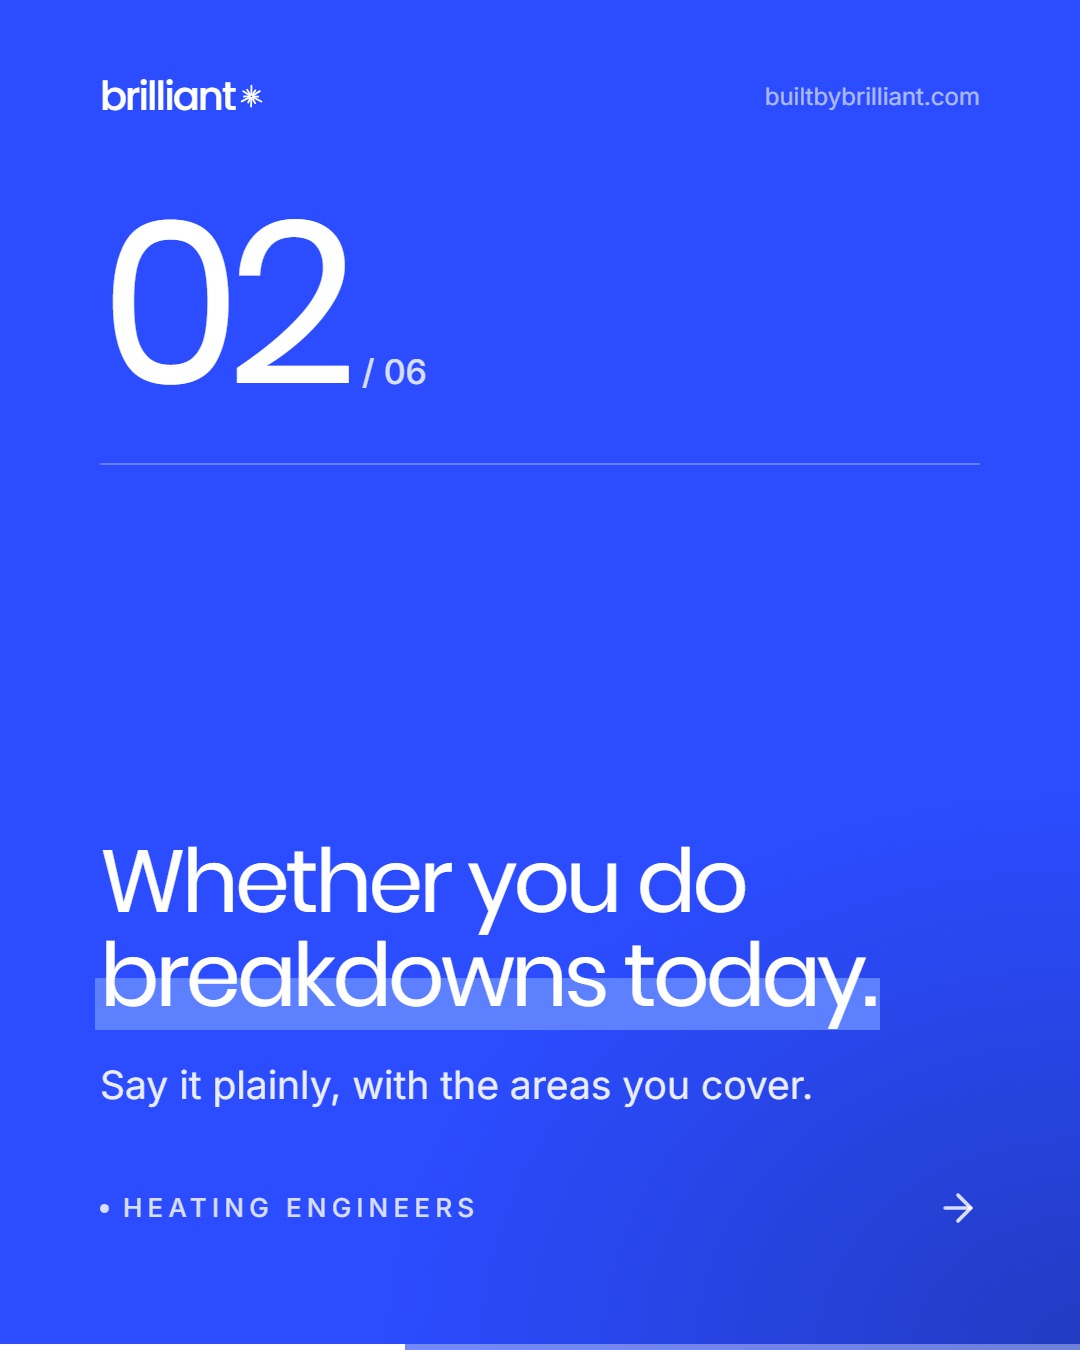 brilliant
builtbybrilliant.com
02 / 06
Whether you do
breakdowns today.
Say it plainly, with the areas you cover.
• HEATING ENGINEERS